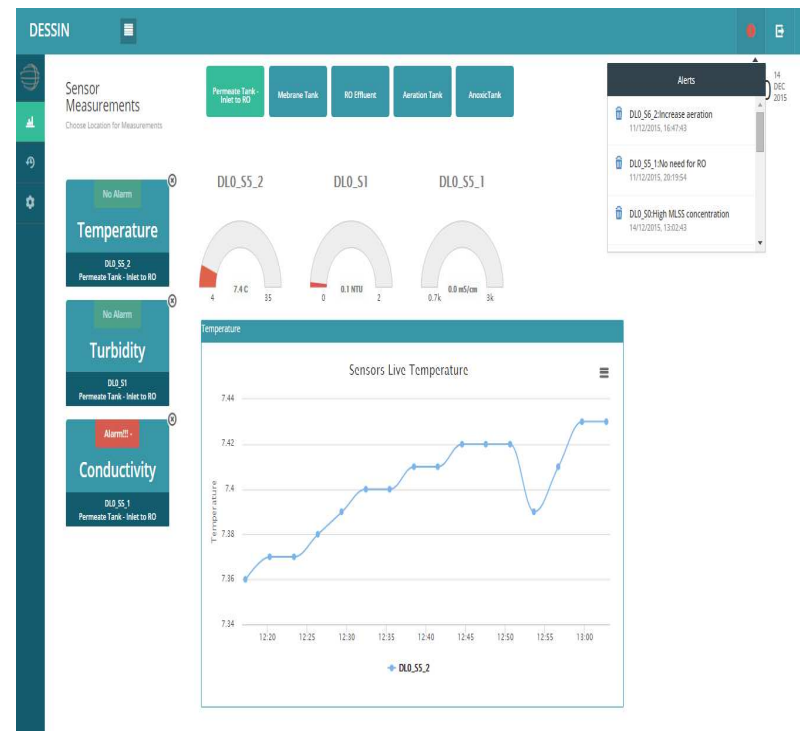 DESSIN
Sensor
Measurements
Choose Location for Measurements
Permeate Tank -
Inlet to RO
Mebrane Tank
RO Effluent
Aeration Tank
AnoxicTank
Alerts
DL0_S6_2:Increase aeration
11/12/2015, 16:47:43
DL0_S5_1:No need for RO
11/12/2015, 20:19:54
DL0_S0:High MLSS concentration
14/12/2015, 13:02:43
14
DEC
2015
No Alarm
Temperature
DL0_S5_2
Permeate Tank - Inlet to RO
No Alarm
Turbidity
DL0_S1
Permeate Tank - Inlet to RO
Alarm!!! -
Conductivity
DL0_S5_1
Permeate Tank - Inlet to RO
DL0_S5_2
7.4 C
4
35
DL0_S1
0.1 NTU
0
2
DL0_S5_1
0.0 mS/cm
0.7k
3k
Temperature
Sensors Live Temperature
Temperature
7.44
7.42
7.4
7.38
7.36
7.34
12:20
12:25
12:30
12:35
12:40
12:45
12:50
12:55
13:00
DL0_S5_2